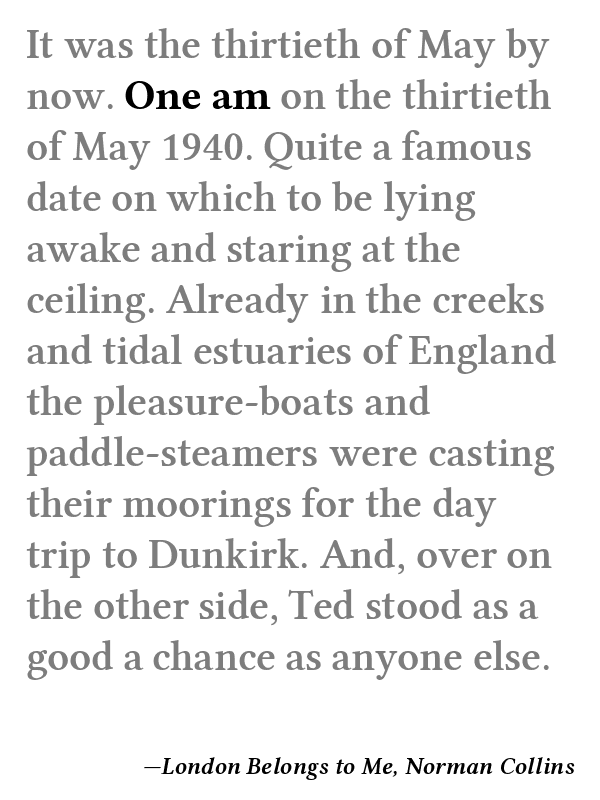 It was the thirtieth of May by
now. One am on the thirtieth
of May 1940. Quite a famous
date on which to be lying
awake and staring at the
ceiling. Already in the creeks
and tidal estuaries of England
the pleasure-boats and
paddle-steamers were casting
their moorings for the day
trip to Dunkirk. And, over on
the other side, Ted stood as a
good a chance as anyone else.
—London Belongs to Me, Norman Collins